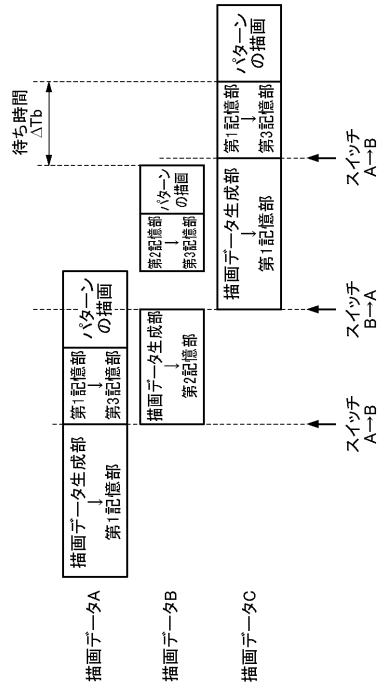 待ち時間
ΔTb
描画データA
描画データ生成部
↓
第1記憶部
第1記憶部
↓
第3記憶部
パターン
の描画
描画データB
描画データ生成部
↓
第2記憶部
第2記憶部
↓
第3記憶部
パターン
の描画
描画データC
描画データ生成部
↓
第1記憶部
第1記憶部
↓
第3記憶部
パターン
の描画
スイッチ
A→B
スイッチ
B→A
スイッチ
A→B